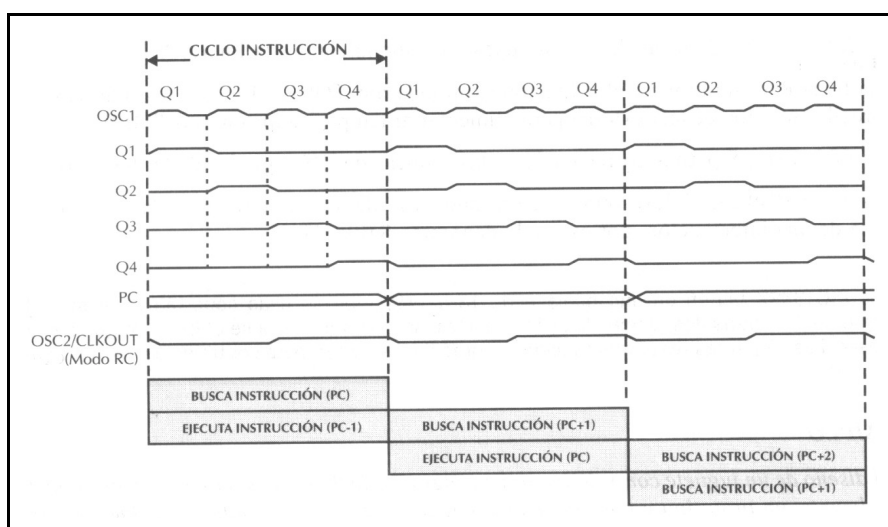 CICLO INSTRUCCIÓN
Q1 Q2 Q3 Q4 Q1 Q2 Q3 Q4 Q1 Q2 Q3 Q4
OSC1
Q1
Q2
Q3
Q4
PC
OSC2/CLKOUT
(Modo RC)
BUSCA INSTRUCCIÓN (PC)
EJECUTA INSTRUCCIÓN (PC-1) BUSCA INSTRUCCIÓN (PC+1)
EJECUTA INSTRUCCIÓN (PC) BUSCA INSTRUCCIÓN (PC+2)
BUSCA INSTRUCCIÓN (PC+1)